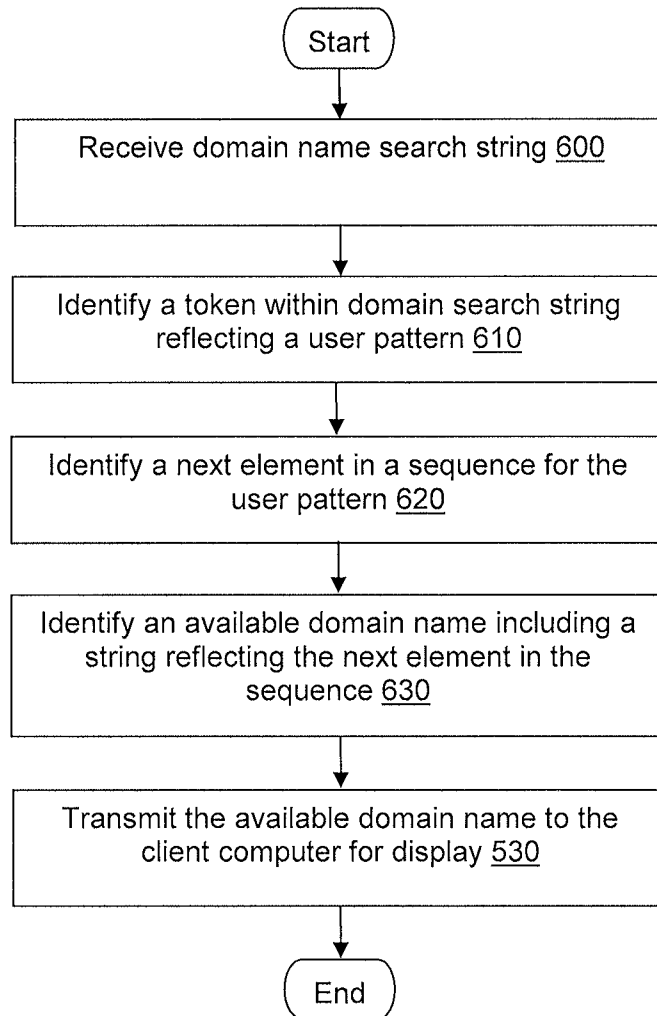 Start
Receive domain name search string 600
Identify a token within domain search string
reflecting a user pattern 610
Identify a next element in a sequence for the
user pattern 620
Identify an available domain name including a
string reflecting the next element in the
sequence 630
Transmit the available domain name to the
client computer for display 530
End